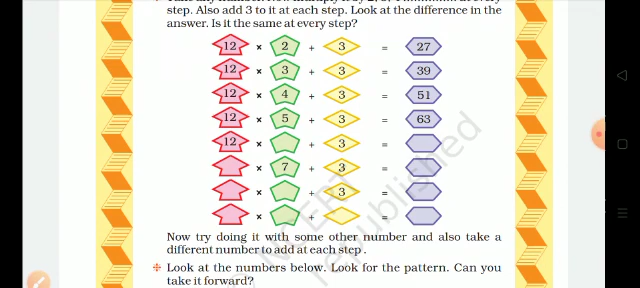 step. Also add 3 to it at each step. Look at the difference in the
answer. Is it the same at every step?
12 × 2 + 3 = 27
12 × 3 + 3 = 39
12 × 4 + 3 = 51
12 × 5 + 3 = 63
12 × + 3 =
× 7 + 3 =
× + 3 =
× + =
Now try doing it with some other number and also take a
different number to add at each step.
Look at the numbers below. Look for the pattern. Can you
take it forward?
republished